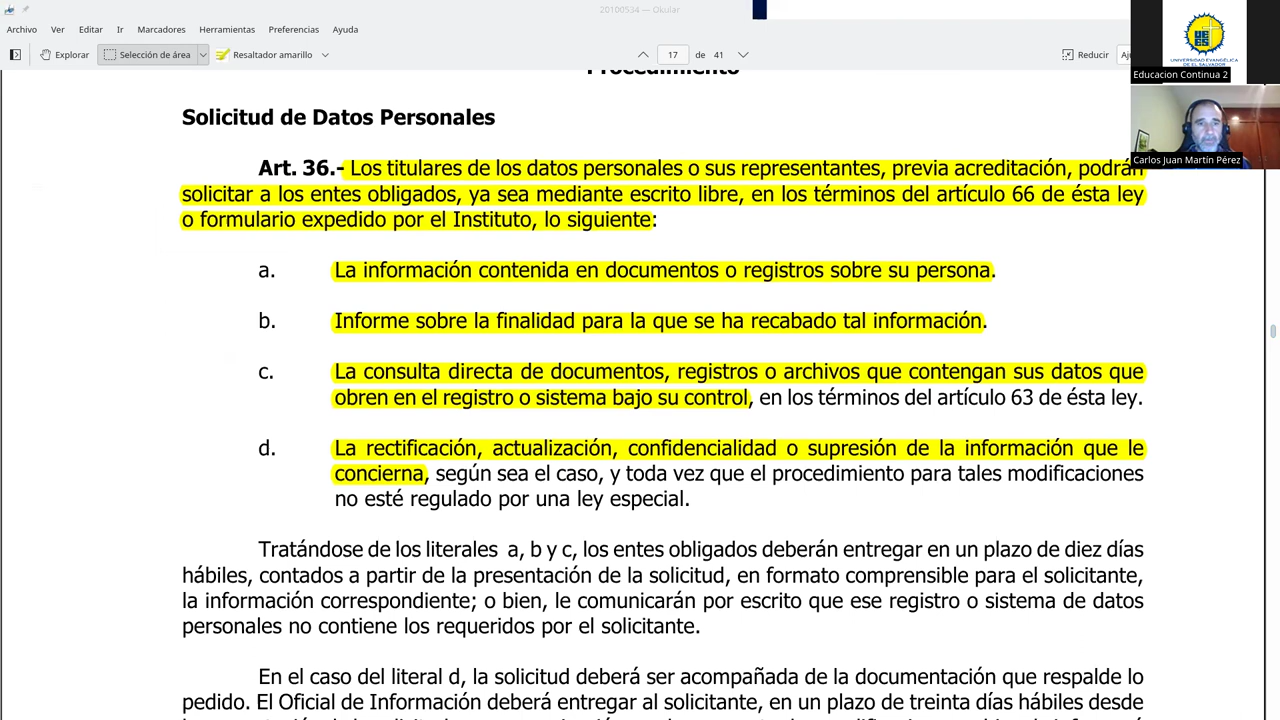 20100534 — Okular
Archivo Ver Editar Ir Marcadores Herramientas Preferencias Ayuda
Explorar Selección de área Resaltador amarillo 17 de 41 Reducir
UEES
UNIVERSIDAD EVANGÉLICA
DE EL SALVADOR
Educacion Continua 2
Carlos Juan Martín Pérez
Procedimiento
Solicitud de Datos Personales
Art. 36.- Los titulares de los datos personales o sus representantes, previa acreditación, podrán
solicitar a los entes obligados, ya sea mediante escrito libre, en los términos del artículo 66 de ésta ley
o formulario expedido por el Instituto, lo siguiente:
a. La información contenida en documentos o registros sobre su persona.
b. Informe sobre la finalidad para la que se ha recabado tal información.
c. La consulta directa de documentos, registros o archivos que contengan sus datos que
obren en el registro o sistema bajo su control, en los términos del artículo 63 de ésta ley.
d. La rectificación, actualización, confidencialidad o supresión de la información que le
concierna, según sea el caso, y toda vez que el procedimiento para tales modificaciones
no esté regulado por una ley especial.
Tratándose de los literales a, b y c, los entes obligados deberán entregar en un plazo de diez días
hábiles, contados a partir de la presentación de la solicitud, en formato comprensible para el solicitante,
la información correspondiente; o bien, le comunicarán por escrito que ese registro o sistema de datos
personales no contiene los requeridos por el solicitante.
En el caso del literal d, la solicitud deberá ser acompañada de la documentación que respalde lo
pedido. El Oficial de Información deberá entregar al solicitante, en un plazo de treinta días hábiles desde